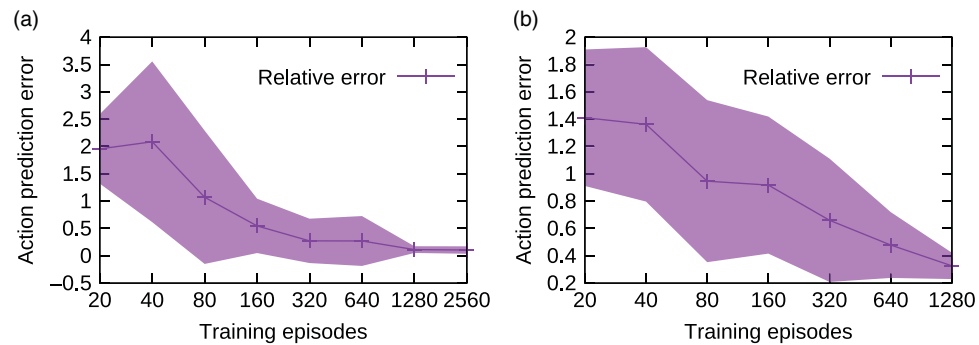 (a)
Action prediction error
4
3.5
3
2.5
2
1.5
1
0.5
0
–0.5
Relative error
20 40 80 160 320 640 1280 2560
Training episodes
(b)
Action prediction error
2
1.8
1.6
1.4
1.2
1
0.8
0.6
0.4
0.2
Relative error
20 40 80 160 320 640 1280
Training episodes